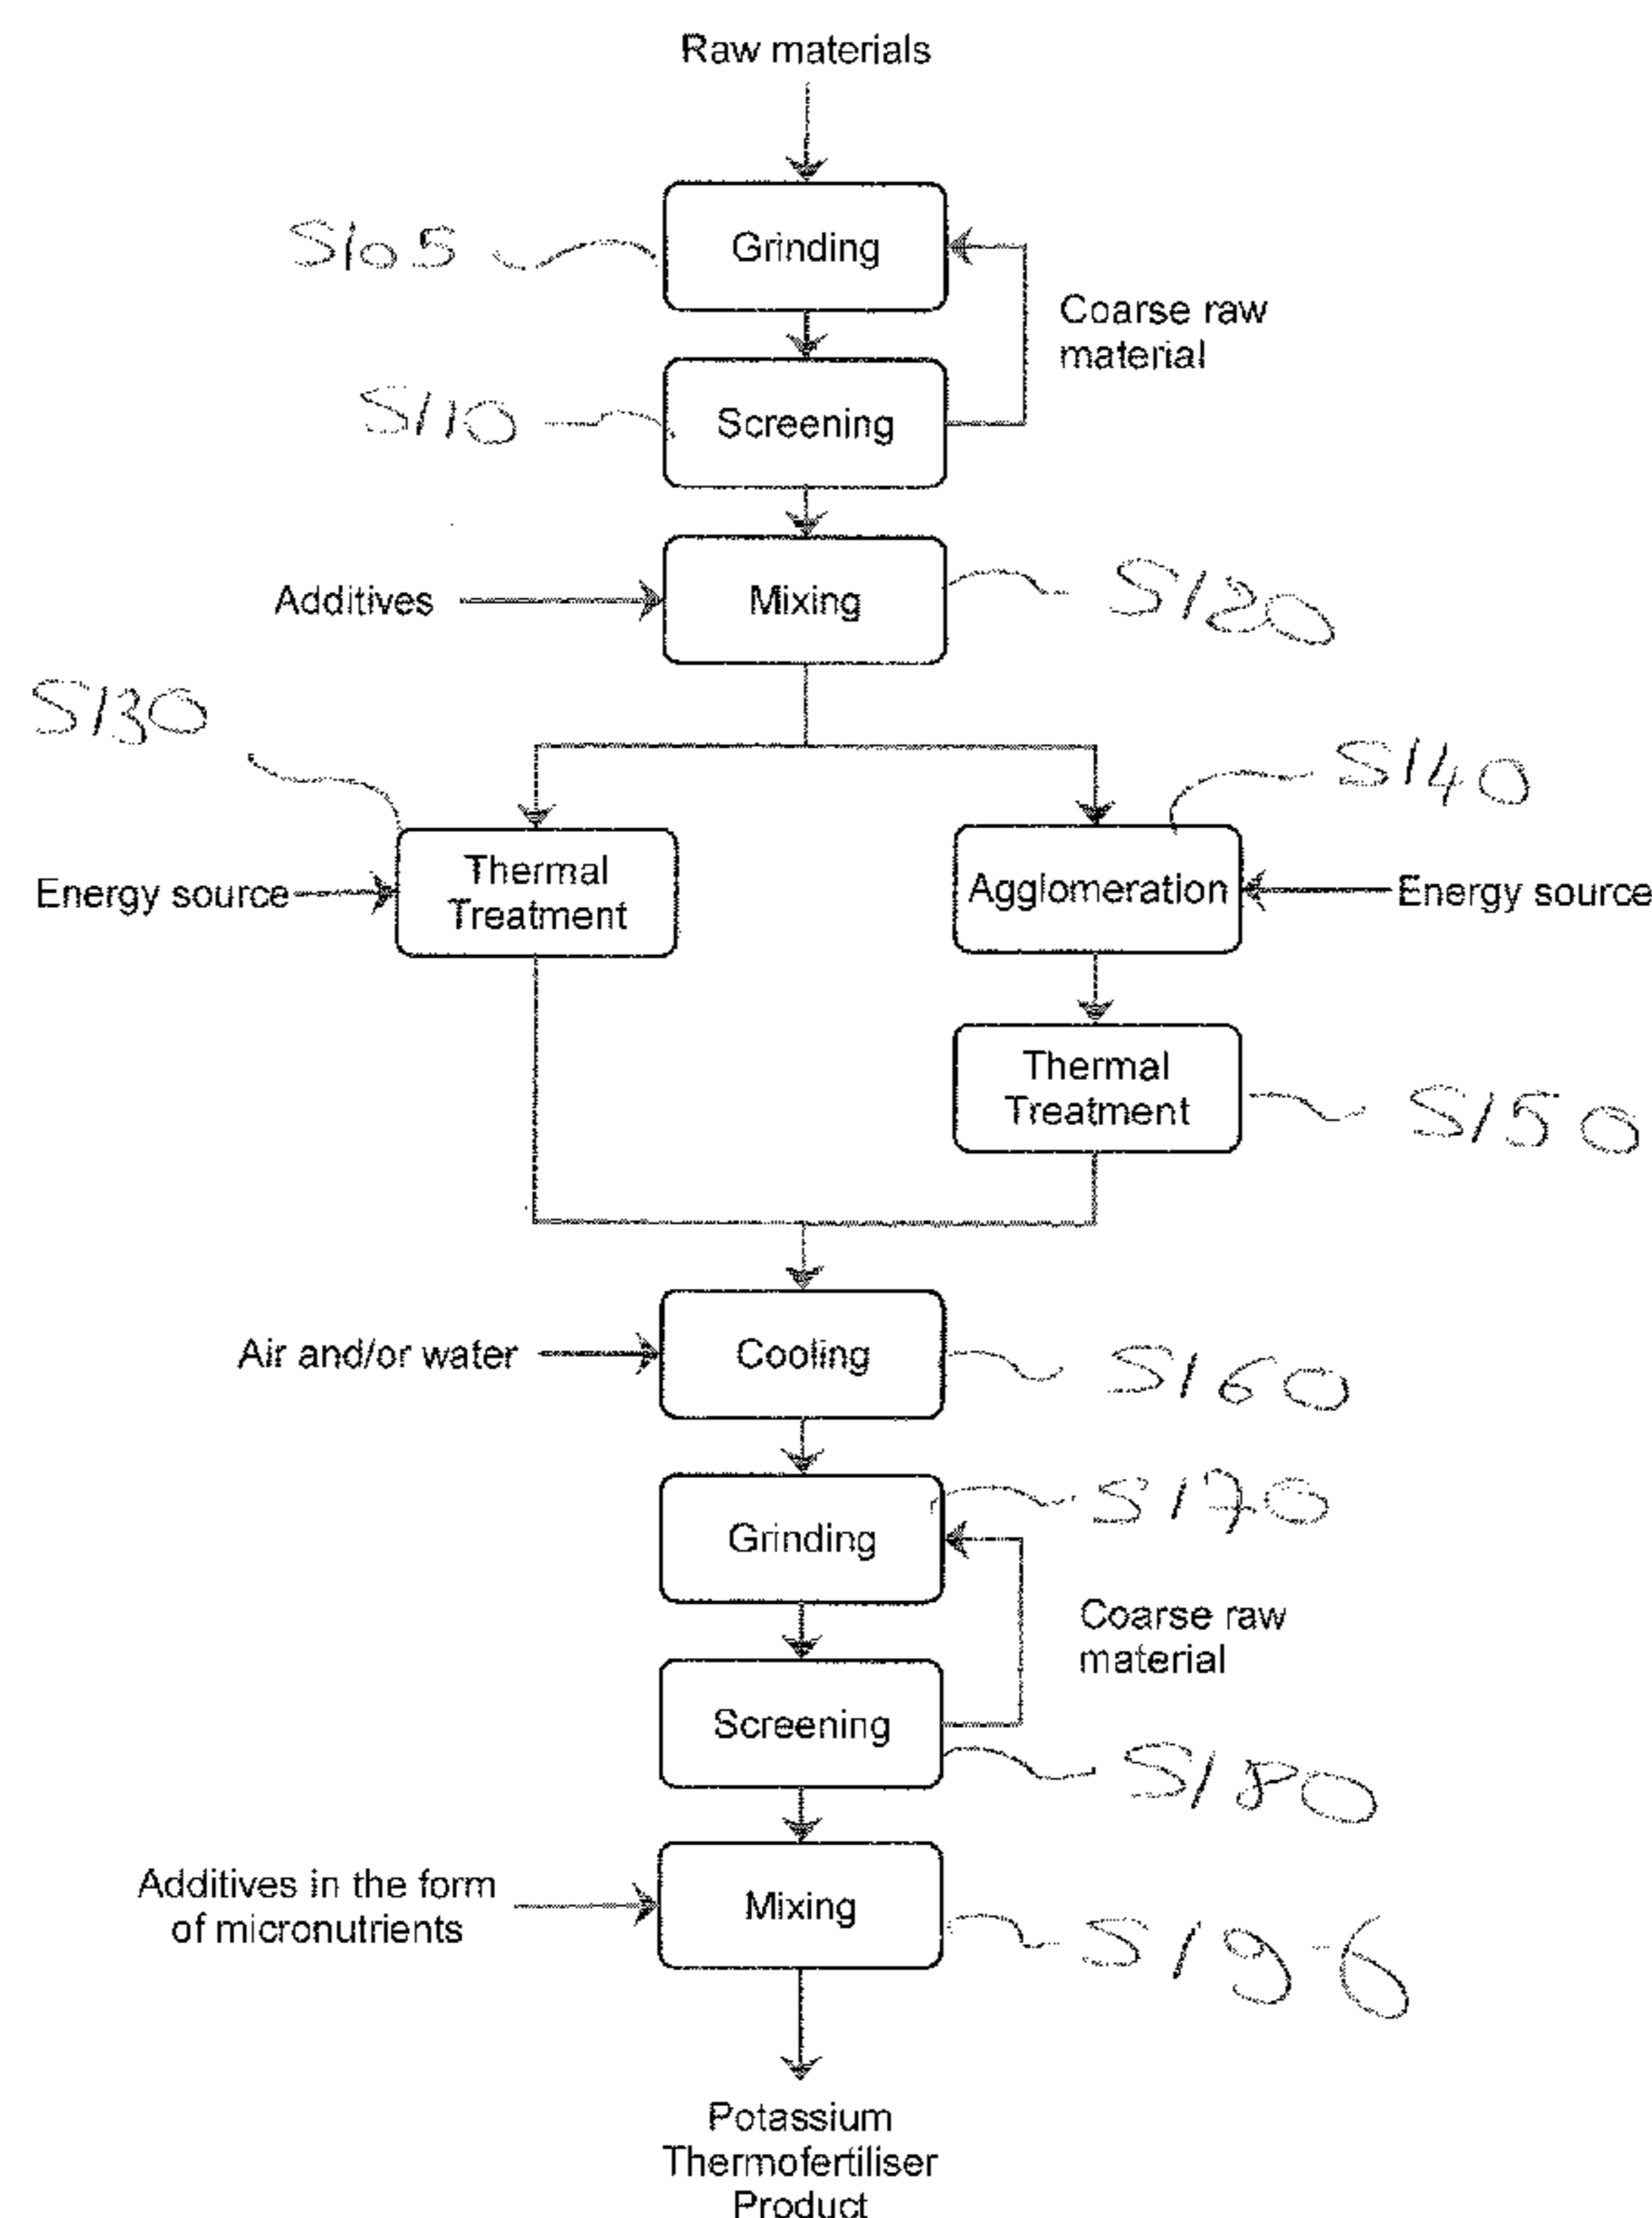 Raw materials
S105
Grinding
Coarse raw
material
S110
Screening
Additives
Mixing
S120
S130
S140
Energy source
Thermal
Treatment
Agglomeration
Energy source
Thermal
Treatment
S150
Air and/or water
Cooling
S160
Grinding
S170
Coarse raw
material
Screening
S180
Additives in the form
of micronutrients
Mixing
S196
Potassium
Thermofertiliser
Product